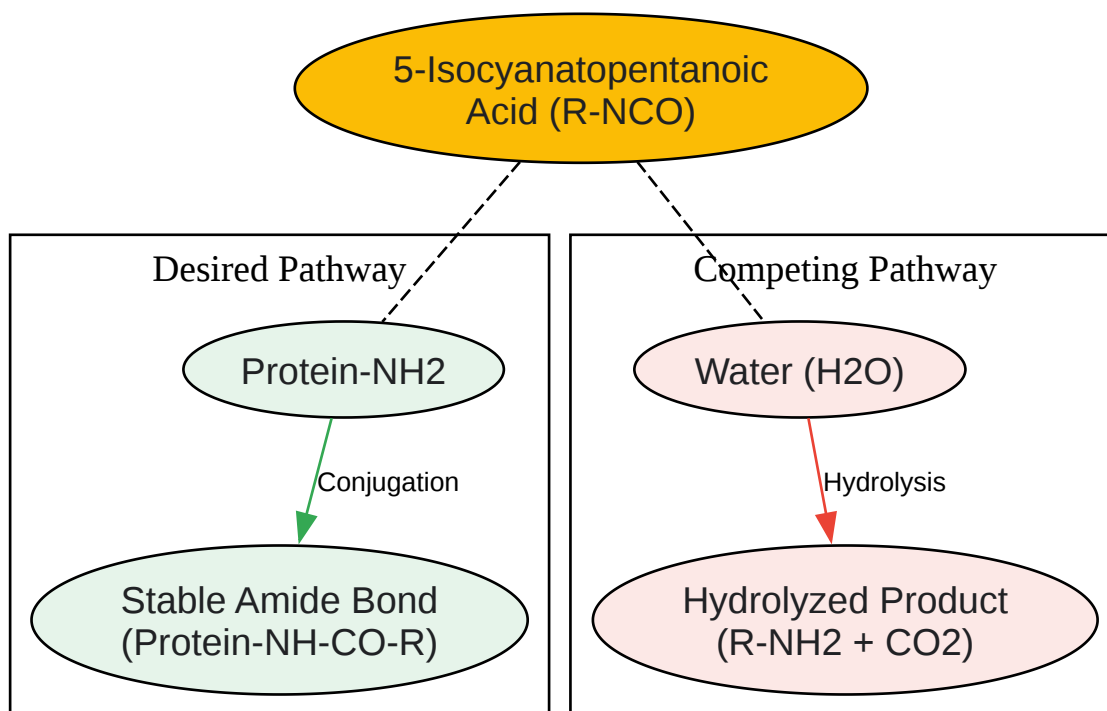 5-Isocyanatopentanoic
Acid (R-NCO)
Desired Pathway
Protein-NH2
Conjugation
Stable Amide Bond
(Protein-NH-CO-R)
Competing Pathway
Water (H2O)
Hydrolysis
Hydrolyzed Product
(R-NH2 + CO2)